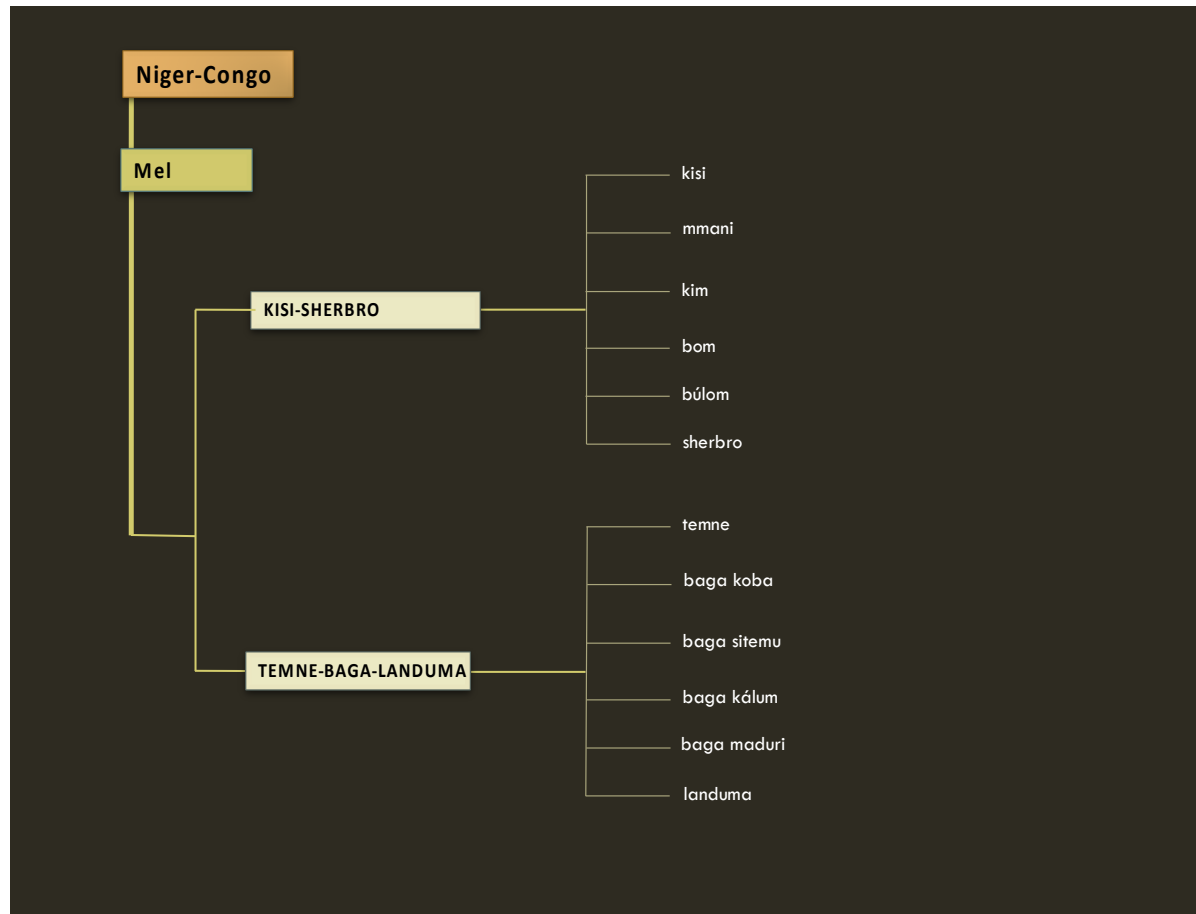 Niger-Congo
Mel
KISI-SHERBRO
kisi
mmani
kim
bom
búlom
sherbro
TEMNE-BAGA-LANDUMA
temne
baga koba
baga sitemu
baga kálum
baga maduri
landuma